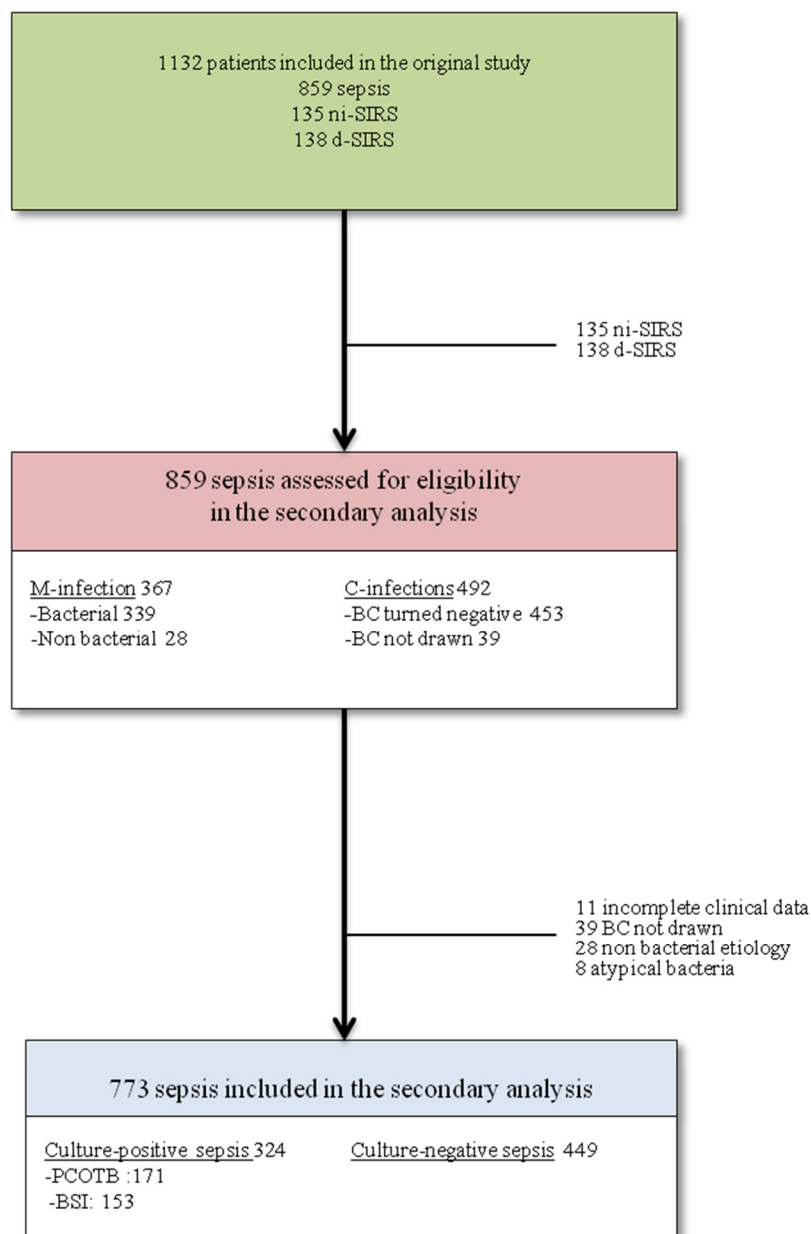 1132 patients included in the original study
859 sepsis
135 ni-SIRS
138 d-SIRS
135 ni-SIRS
138 d-SIRS
859 sepsis assessed for eligibility
in the secondary analysis
M-infection 367
-Bacterial 339
-Non bacterial 28
C-infections 492
-BC turned negative 453
-BC not drawn 39
11 incomplete clinical data
39 BC not drawn
28 non bacterial etiology
8 atypical bacteria
773 sepsis included in the secondary analysis
Culture-positive sepsis 324
-PCOTB :171
-BSI: 153
Culture-negative sepsis 449